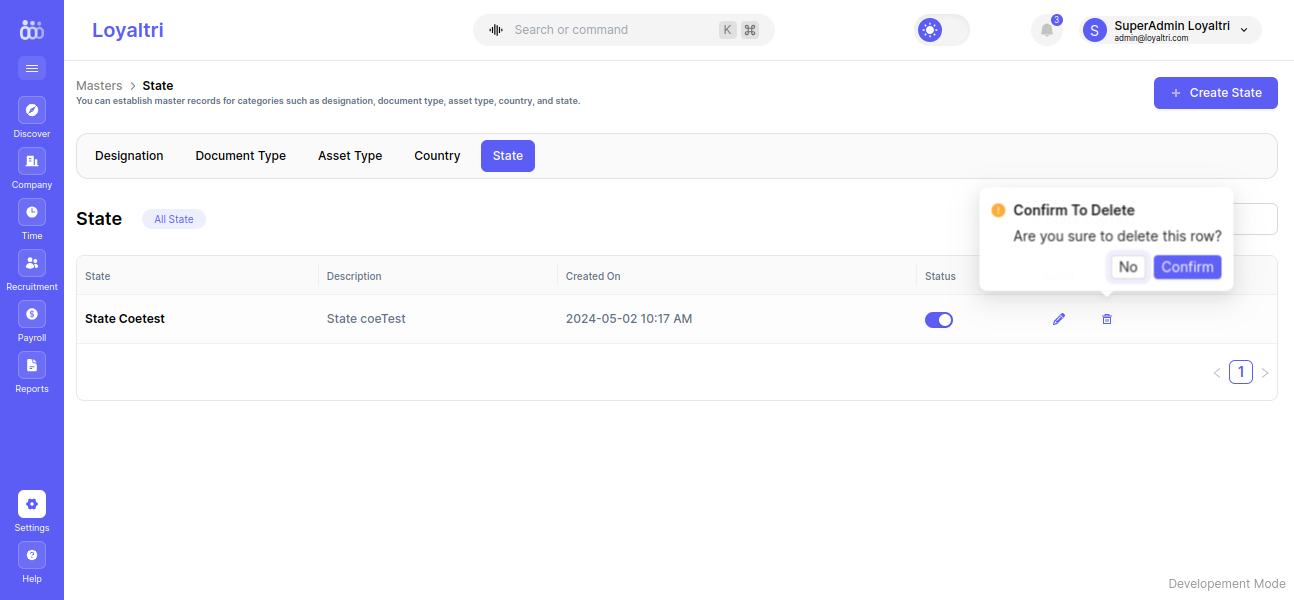 Loyaltri
Search or command
K ⌘
3
S
SuperAdmin Loyaltri
admin@loyaltri.com
Discover
Company
Time
Recruitment
Payroll
Reports
Settings
Help
Masters > State
You can establish master records for categories such as designation, document type, asset type, country, and state.
+ Create State
Designation Document Type Asset Type Country State
State All State
Confirm To Delete
Are you sure to delete this row?
No Confirm
State Description Created On Status
State Coetest State coeTest 2024-05-02 10:17 AM
< 1 >
Developement Mode